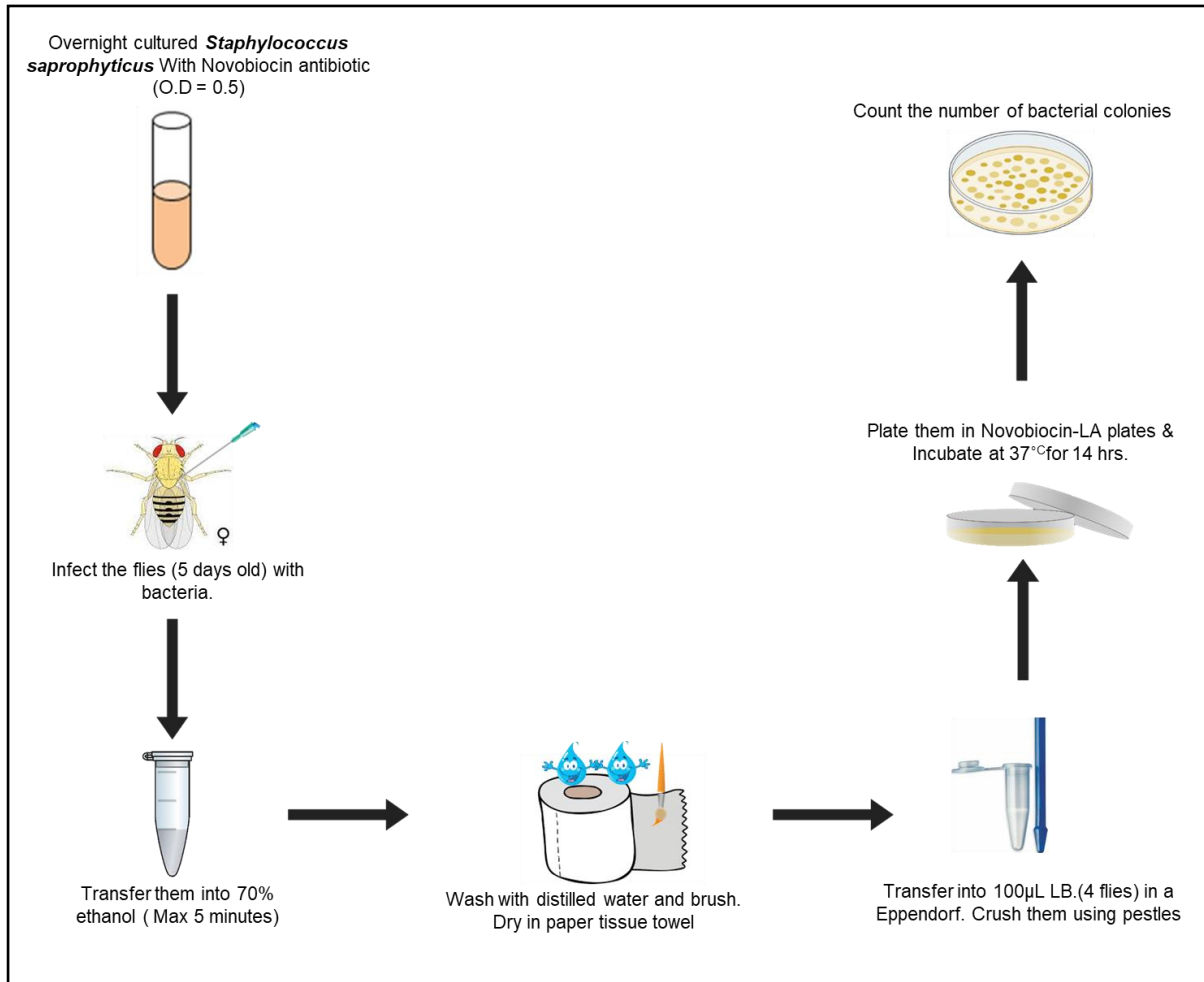 Overnight cultured Staphylococcus
saprophyticus With Novobiocin antibiotic
(O.D = 0.5)
♀
Infect the flies (5 days old) with
bacteria.
Transfer them into 70%
ethanol ( Max 5 minutes)
Wash with distilled water and brush.
Dry in paper tissue towel
Transfer into 100µL LB.(4 flies) in a
Eppendorf. Crush them using pestles
Plate them in Novobiocin-LA plates &
Incubate at 37°C for 14 hrs.
Count the number of bacterial colonies